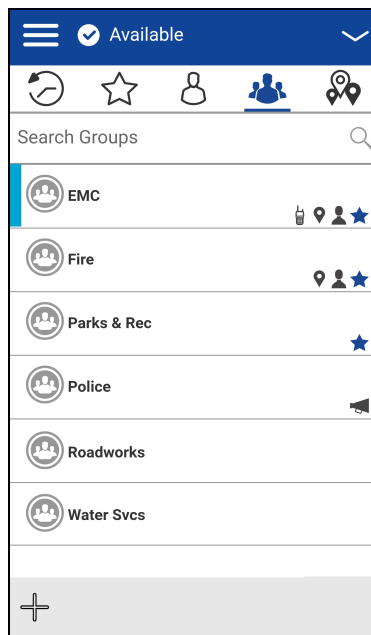 Available
Search Groups
EMC
Fire
Parks & Rec
Police
Roadworks
Water Svcs